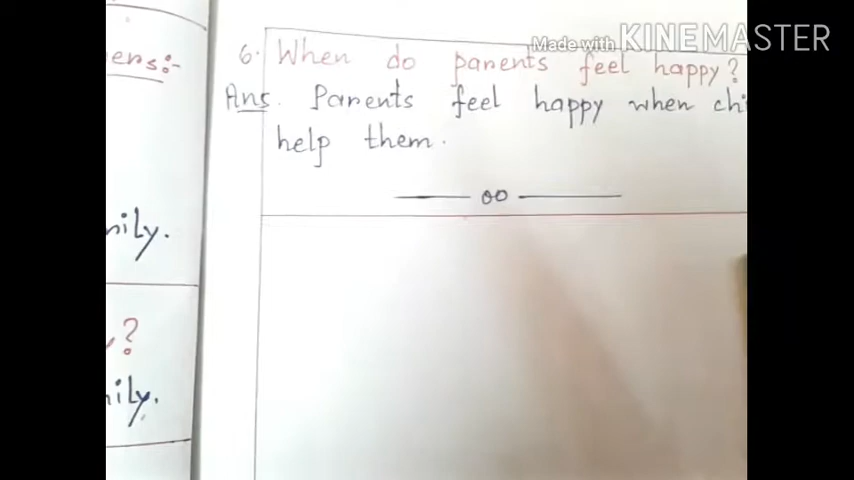 Made with KINEMASTER
ens:-
6. When do parents feel happy?
Ans. Parents feel happy when chi
help them.
oo
nily.
?
ily.